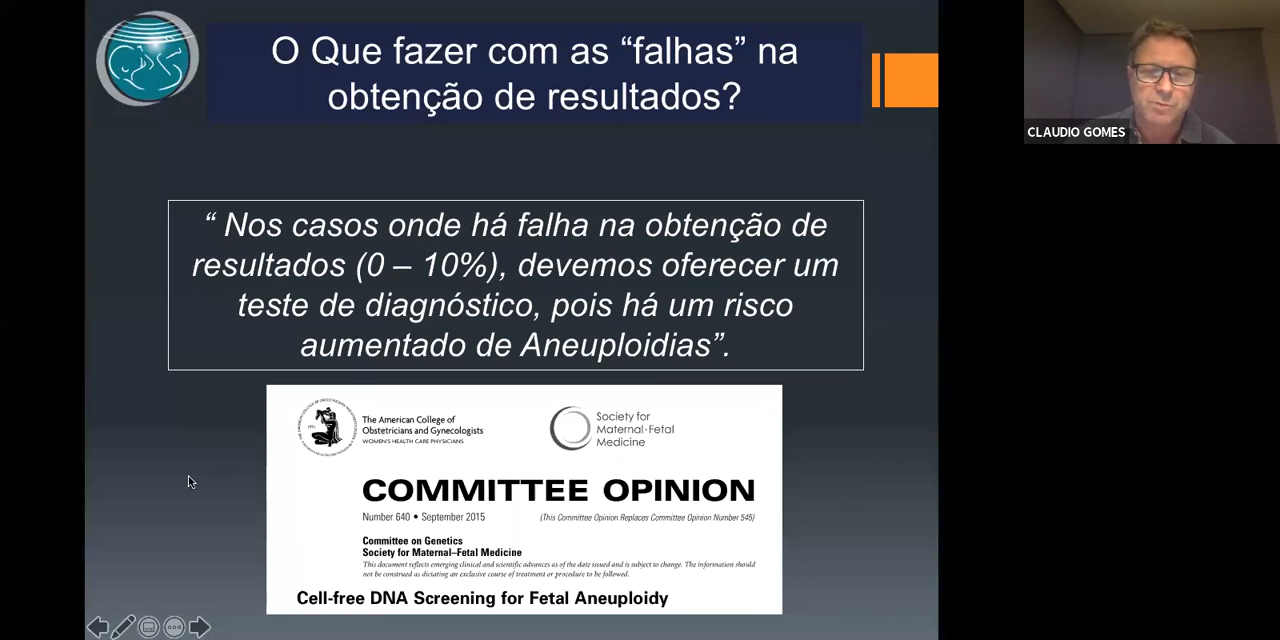 O Que fazer com as “falhas” na
obtenção de resultados?
CLAUDIO GOMES
“ Nos casos onde há falha na obtenção de
resultados (0 – 10%), devemos oferecer um
teste de diagnóstico, pois há um risco
aumentado de Aneuploidias”.
The American College of
Obstetricians and Gynecologists
WOMEN'S HEALTH CARE PHYSICIANS
Society for
Maternal·Fetal
Medicine
COMMITTEE OPINION
Number 640 • September 2015
(This Committee Opinion Replaces Committee Opinion Number 545)
Committee on Genetics
Society for Maternal–Fetal Medicine
This document reflects emerging clinical and scientific advances as of the date issued and is subject to change. The information should
not be construed as dictating an exclusive course of treatment or procedure to be followed.
Cell-free DNA Screening for Fetal Aneuploidy